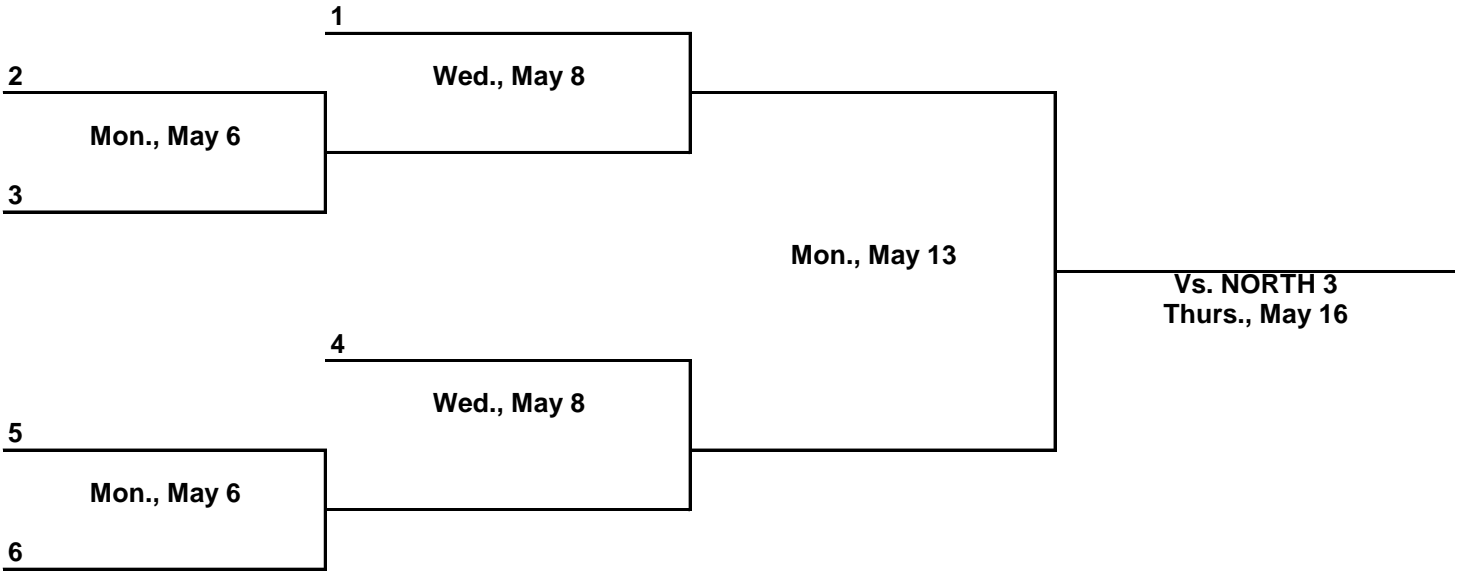 1
2
Wed., May 8
Mon., May 6
3
Mon., May 13
Vs. NORTH 3
Thurs., May 16
4
Wed., May 8
5
Mon., May 6
6